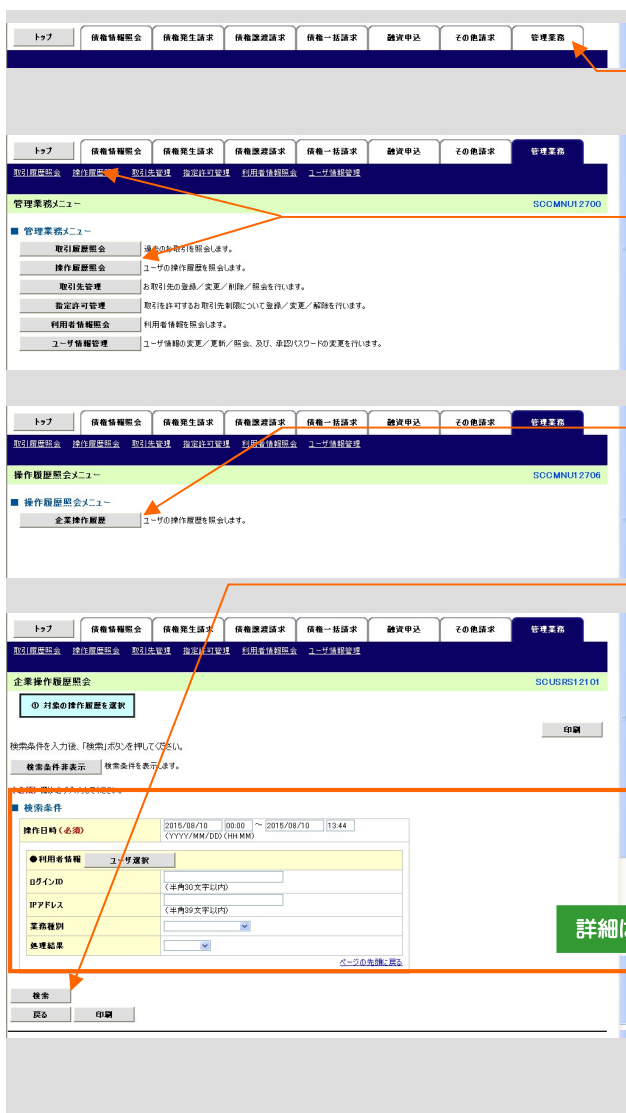 トップ 債権情報照会 債権発生請求 債権譲渡請求 債権一括請求 融資申込 その他請求 管理業務
トップ 債権情報照会 債権発生請求 債権譲渡請求 債権一括請求 融資申込 その他請求 管理業務
取引履歴照会 操作履歴照会 取引先管理 指定許可管理 利用者情報照会 ユーザ情報管理
管理業務メニュー SCCMNU12700
■ 管理業務メニュー
取引履歴照会 過去のお取引を照会します。
操作履歴照会 ユーザの操作履歴を照会します。
取引先管理 お取引先の登録/変更/削除/照会を行います。
指定許可管理 取引を許可するお取引先制限について登録/変更/解除を行います。
利用者情報照会 利用者情報を照会します。
ユーザ情報管理 ユーザ情報の変更/更新/照会、及び、承認パスワードの変更を行います。
トップ 債権情報照会 債権発生請求 債権譲渡請求 債権一括請求 融資申込 その他請求 管理業務
取引履歴照会 操作履歴照会 取引先管理 指定許可管理 利用者情報照会 ユーザ情報管理
操作履歴照会メニュー SCCMNU12706
■ 操作履歴照会メニュー
企業操作履歴 ユーザの操作履歴を照会します。
トップ 債権情報照会 債権発生請求 債権譲渡請求 債権一括請求 融資申込 その他請求 管理業務
取引履歴照会 操作履歴照会 取引先管理 指定許可管理 利用者情報照会 ユーザ情報管理
企業操作履歴照会 SCUSRS12101
① 対象の操作履歴を選択
印刷
検索条件を入力後、「検索」ボタンを押してください。
検索条件非表示 検索条件を表示します。
■ 検索条件
操作日時(必須) 2015/08/10 00:00 ~ 2015/08/10 13:44
(YYYY/MM/DD)(HH:MM)
●利用者情報 ユーザ選択
ログインID
(半角30文字以内)
IPアドレス
(半角39文字以内)
業務種別
処理結果
ページの先頭に戻る
詳細は
検索
戻る 印刷